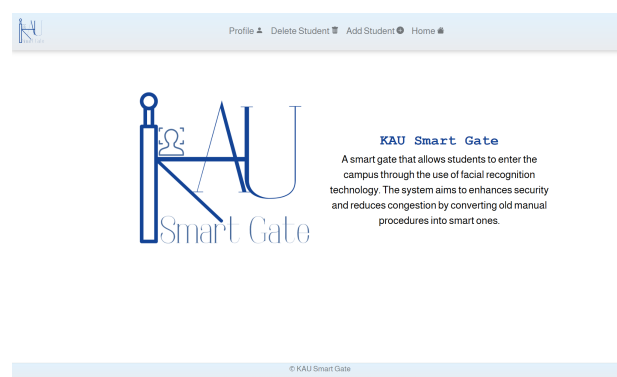 Profile Delete Student Add Student Home
KAU
Smart Gate
KAU Smart Gate
A smart gate that allows students to enter the
campus through the use of facial recognition
technology. The system aims to enhances security
and reduces congestion by converting old manual
procedures into smart ones.
© KAU Smart Gate